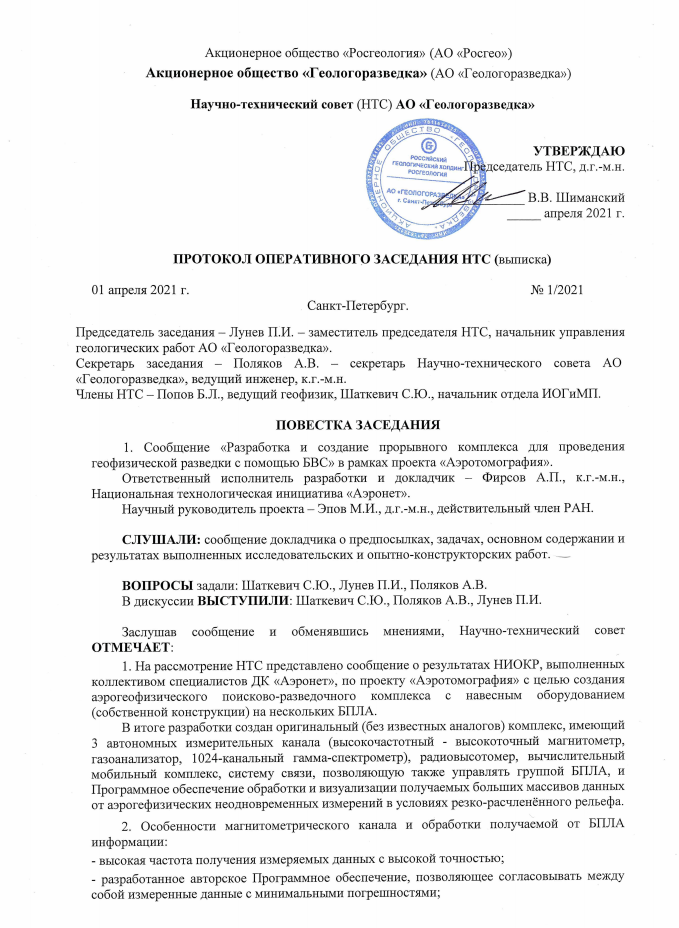 Акционерное общество «Росгеология» (АО «Росгео»)
Акционерное общество «Геологоразведка» (АО «Геологоразведка»)
Научно-технический совет (НТС) АО «Геологоразведка»
АКЦИОНЕРНОЕ ОБЩЕСТВО
РОССИЙСКИЙ
ГЕОЛОГИЧЕСКИЙ ХОЛДИНГ
РОСГЕОЛОГИЯ
АО «ГЕОЛОГОРАЗВЕДКА»
г. Санкт-Петербург
УТВЕРЖДАЮ
Председатель НТС, д.г.-м.н.
В.В. Шиманский
_____ апреля 2021 г.
ПРОТОКОЛ ОПЕРАТИВНОГО ЗАСЕДАНИЯ НТС (выписка)
01 апреля 2021 г. № 1/2021
Санкт-Петербург.
Председатель заседания – Лунев П.И. – заместитель председателя НТС, начальник управления
геологических работ АО «Геологоразведка».
Секретарь заседания – Поляков А.В. – секретарь Научно-технического совета АО
«Геологоразведка», ведущий инженер, к.г.-м.н.
Члены НТС – Попов Б.Л., ведущий геофизик, Шаткевич С.Ю., начальник отдела ИОГиМП.
ПОВЕСТКА ЗАСЕДАНИЯ
1. Сообщение «Разработка и создание прорывного комплекса для проведения
геофизической разведки с помощью БВС» в рамках проекта «Аэротомография».
Ответственный исполнитель разработки и докладчик – Фирсов А.П., к.г.-м.н.,
Национальная технологическая инициатива «Аэронет».
Научный руководитель проекта – Эпов М.И., д.г.-м.н., действительный член РАН.
СЛУШАЛИ: сообщение докладчика о предпосылках, задачах, основном содержании и
результатах выполненных исследовательских и опытно-конструкторских работ.
ВОПРОСЫ задали: Шаткевич С.Ю., Лунев П.И., Поляков А.В.
В дискуссии ВЫСТУПИЛИ: Шаткевич С.Ю., Поляков А.В., Лунев П.И.
Заслушав сообщение и обменявшись мнениями, Научно-технический совет
ОТМЕЧАЕТ:
1. На рассмотрение НТС представлено сообщение о результатах НИОКР, выполненных
коллективом специалистов ДК «Аэронет», по проекту «Аэротомография» с целью создания
аэрогеофизического поисково-разведочного комплекса с навесным оборудованием
(собственной конструкции) на нескольких БПЛА.
В итоге разработки создан оригинальный (без известных аналогов) комплекс, имеющий
3 автономных измерительных канала (высокочастотный - высокоточный магнитометр,
газоанализатор, 1024-канальный гамма-спектрометр), радиовысотомер, вычислительный
мобильный комплекс, систему связи, позволяющую также управлять группой БПЛА, и
Программное обеспечение обработки и визуализации получаемых больших массивов данных
от аэрогефизических неодновременных измерений в условиях резко-расчленённого рельефа.
2. Особенности магнитометрического канала и обработки получаемой от БПЛА
информации:
- высокая частота получения измеряемых данных с высокой точностью;
- разработанное авторское Программное обеспечение, позволяющее согласовывать между
собой измеренные данные с минимальными погрешностями;